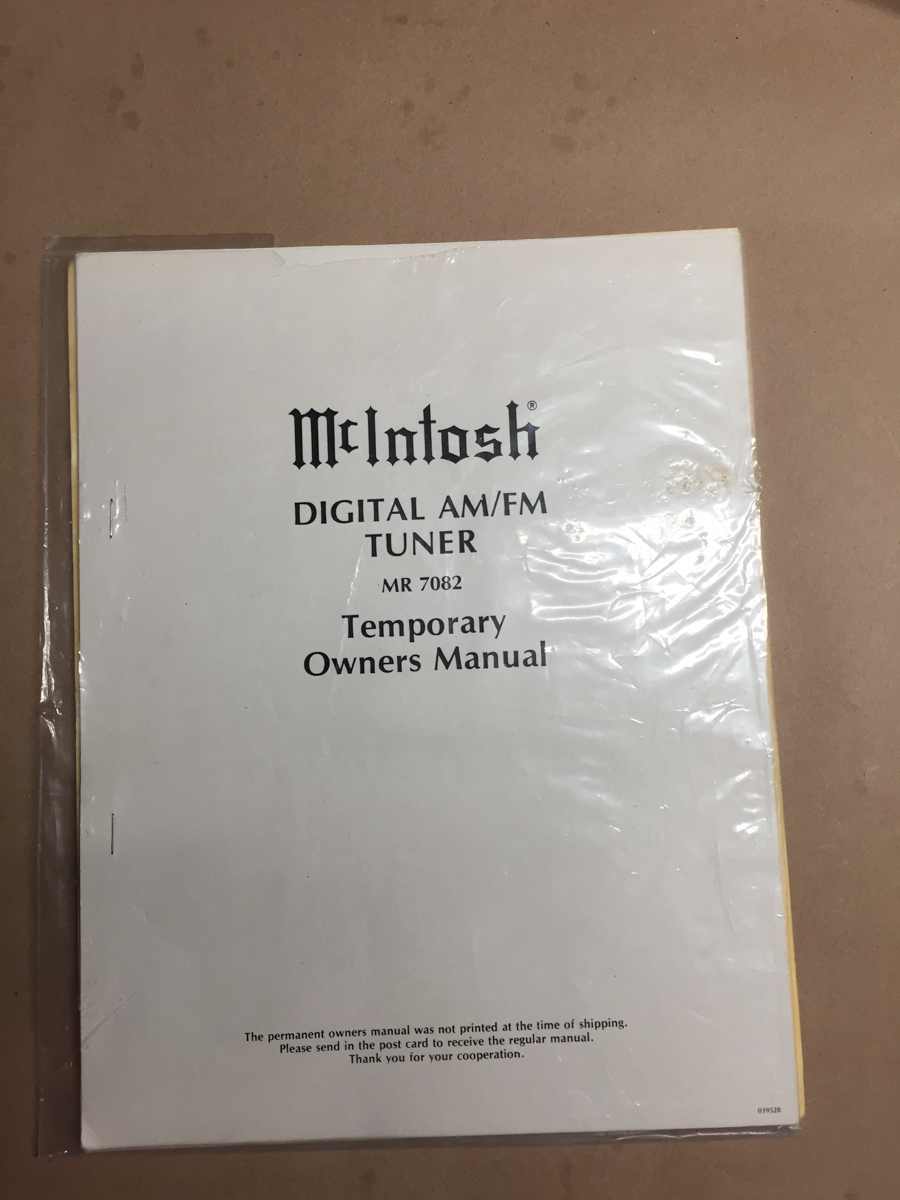 McIntosh®
DIGITAL AM/FM
TUNER
MR 7082
Temporary
Owners Manual
The permanent owners manual was not printed at the time of shipping.
Please send in the post card to receive the regular manual.
Thank you for your cooperation.
039528